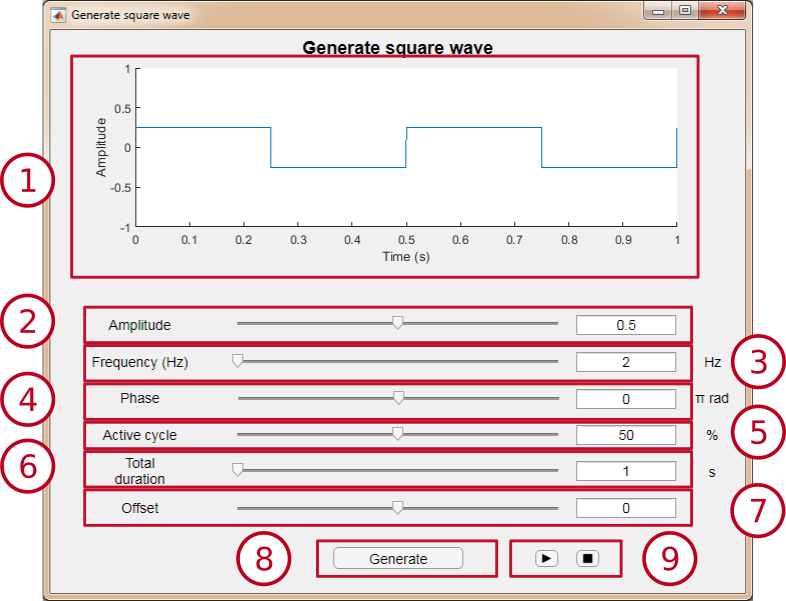 Generate square wave
Generate square wave
1
0.5
0
-0.5
-1
Amplitude
0 0.1 0.2 0.3 0.4 0.5 0.6 0.7 0.8 0.9 1
Time (s)
1
2
Amplitude 0.5
Frequency (Hz) 2 Hz
3
4
Phase 0 π rad
Active cycle 50 %
5
6
Total
duration 1 s
Offset 0
7
8
Generate
9